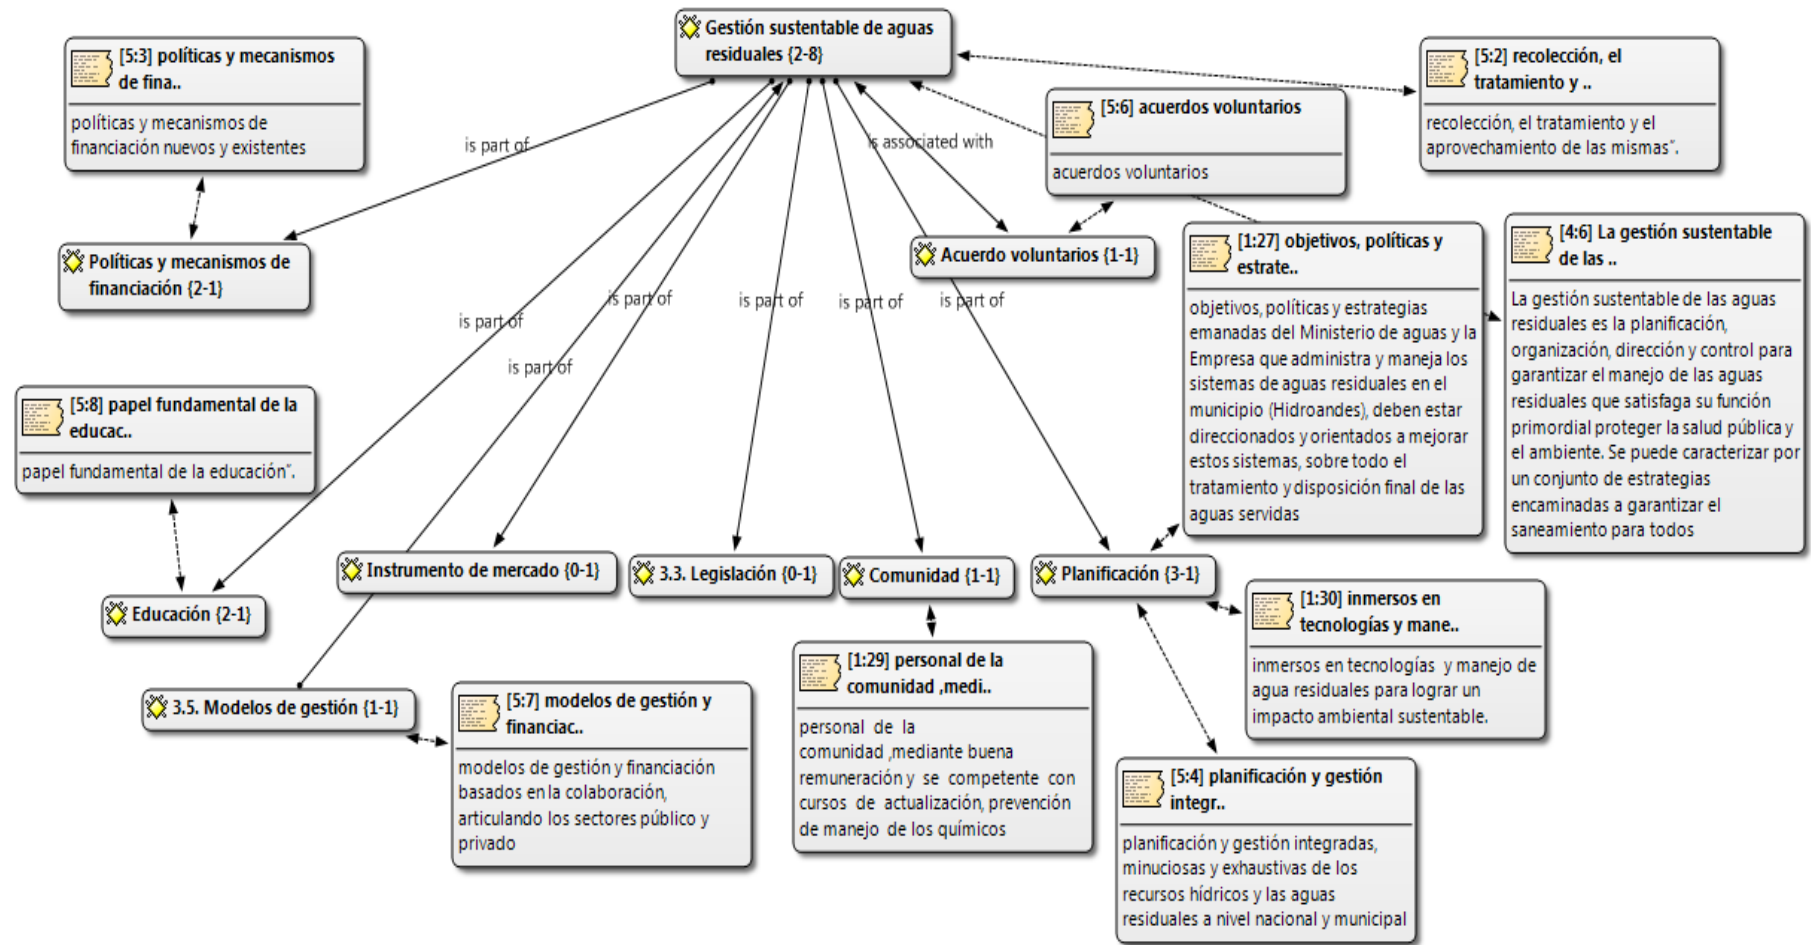 Gestión sustentable de aguas
residuales {2-8}
[5:3] políticas y mecanismos
de fina..
políticas y mecanismos de
financiación nuevos y existentes
[5:2] recolección, el
tratamiento y ..
recolección, el tratamiento y el
aprovechamiento de las mismas”.
[5:6] acuerdos voluntarios
acuerdos voluntarios
is part of
is associated with
Políticas y mecanismos de
financiación {2-1}
Acuerdo voluntarios {1-1}
[1:27] objetivos, políticas y
estrate..
objetivos, políticas y estrategias
emanadas del Ministerio de aguas y la
Empresa que administra y maneja los
sistemas de aguas residuales en el
municipio (Hidroandes), deben estar
direccionados y orientados a mejorar
estos sistemas, sobre todo el
tratamiento y disposición final de las
aguas servidas
[4:6] La gestión sustentable
de las ..
La gestión sustentable de las aguas
residuales es la planificación,
organización, dirección y control para
garantizar el manejo de las aguas
residuales que satisfaga su función
primordial proteger la salud pública y
el ambiente. Se puede caracterizar por
un conjunto de estrategias
encaminadas a garantizar el
saneamiento para todos
is part of
is part of
is part of
is part of
is part of
is part of
[5:8] papel fundamental de la
educac..
papel fundamental de la educación”.
Instrumento de mercado {0-1}
3.3. Legislación {0-1}
Comunidad {1-1}
Planificación {3-1}
Educación {2-1}
[1:30] inmersos en
tecnologías y mane..
inmersos en tecnologías y manejo de
agua residuales para lograr un
impacto ambiental sustentable.
3.5. Modelos de gestión {1-1}
[5:7] modelos de gestión y
financiac..
modelos de gestión y financiación
basados en la colaboración,
articulando los sectores público y
privado
[1:29] personal de la
comunidad ,medi..
personal de la
comunidad ,mediante buena
remuneración y se competente con
cursos de actualización, prevención
de manejo de los químicos
[5:4] planificación y gestión
integr..
planificación y gestión integradas,
minuciosas y exhaustivas de los
recursos hídricos y las aguas
residuales a nivel nacional y municipal